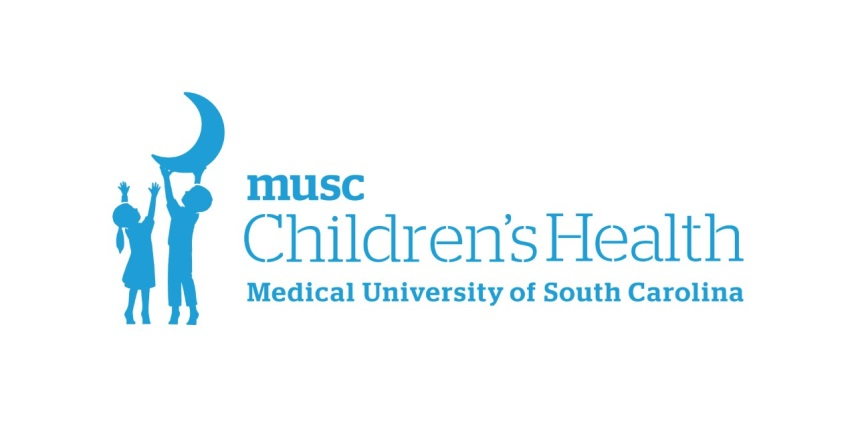 musc
Children's Health
Medical University of South Carolina